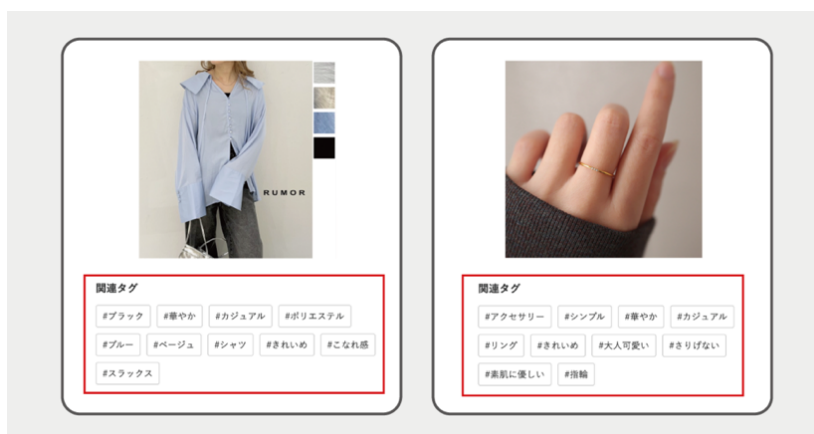 RUMOR
関連タグ
#ブラック #華やか #カジュアル #ポリエステル
#ブルー #ベージュ #シャツ #きれいめ #こなれ感
#スラックス
関連タグ
#アクセサリー #シンプル #華やか #カジュアル
#リング #きれいめ #大人可愛い #さりげない
#素肌に優しい #指輪